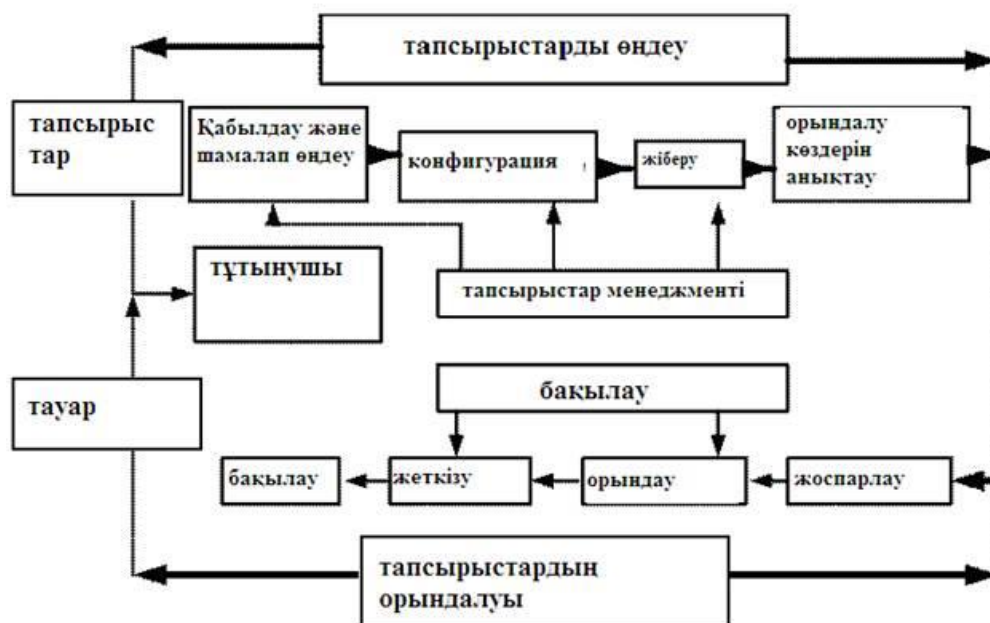 тапсырыстарды өңдеу
тапсырыс
тар
Қабылдау және
шамалап өңдеу
конфигурация
жіберу
орындалу
көздерін
анықтау
тұтынушы
тапсырыстар менеджменті
тауар
бақылау
бақылау
жеткізу
орындау
жоспарлау
тапсырыстардың
орындалуы